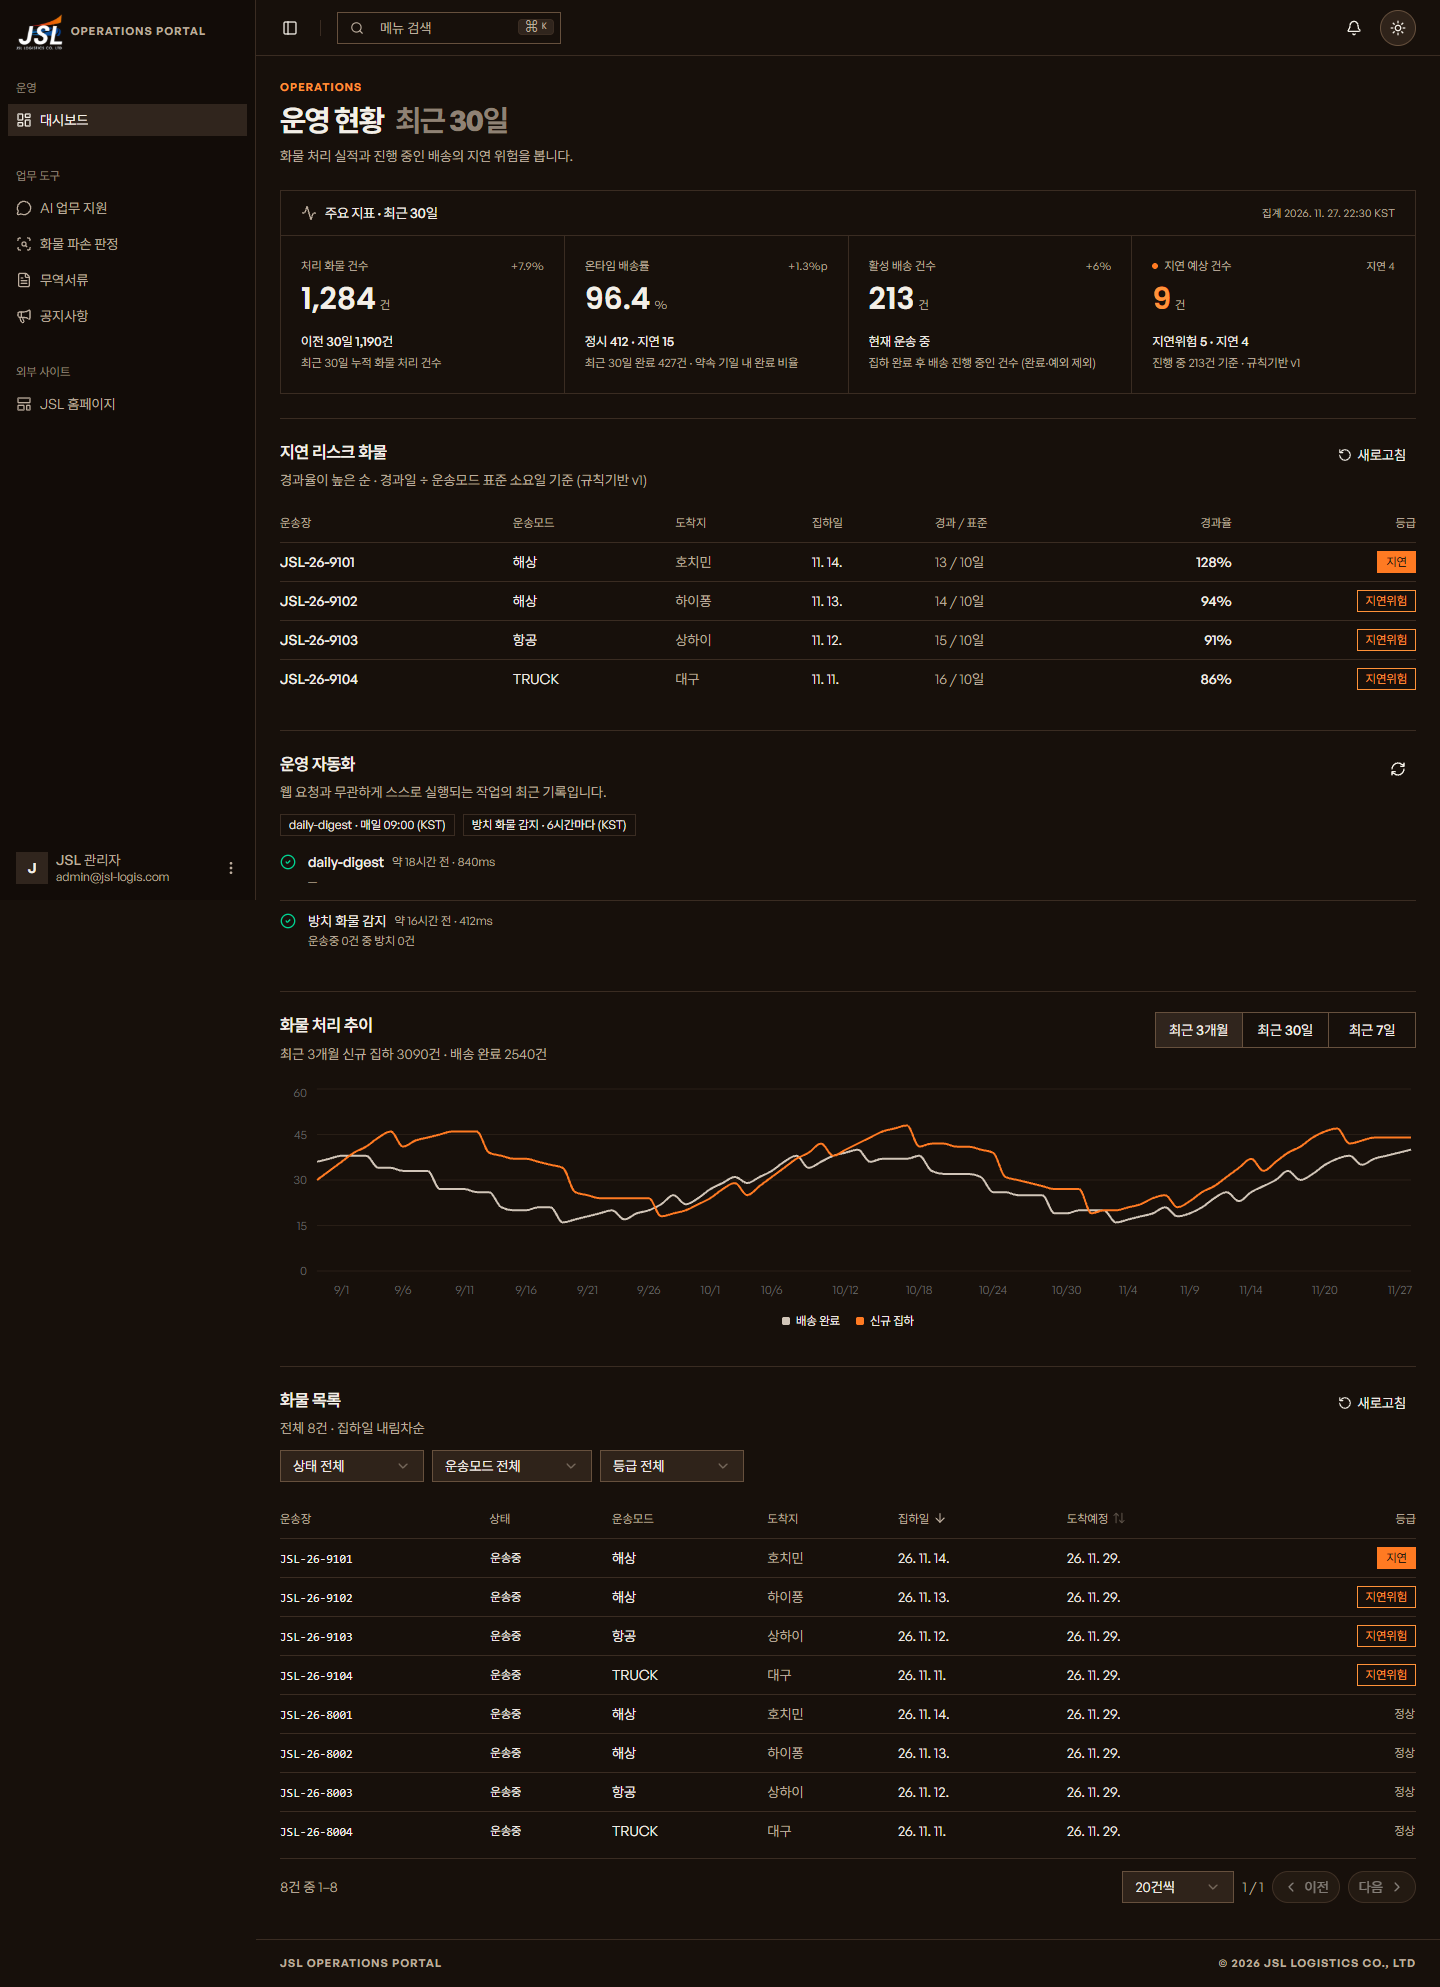 JSL
JSL LOGISTICS CO. LTD
OPERATIONS PORTAL
운영
대시보드
업무 도구
AI 업무 지원
화물 파손 판정
무역서류
공지사항
외부 사이트
JSL 홈페이지
J
JSL 관리자
admin@jsl-logis.com
메뉴 검색
⌘ K
OPERATIONS
운영 현황 최근 30일
화물 처리 실적과 진행 중인 배송의 지연 위험을 봅니다.
주요 지표 · 최근 30일
집계 2026. 11. 27. 22:30 KST
처리 화물 건수 +7.9%
1,284 건
이전 30일 1,190건
최근 30일 누적 화물 처리 건수
온타임 배송률 +1.3%p
96.4 %
정시 412 · 지연 15
최근 30일 완료 427건 · 약속 기일 내 완료 비율
활성 배송 건수 +6%
213 건
현재 운송 중
집하 완료 후 배송 진행 중인 건수 (완료·예외 제외)
지연 예상 건수 지연 4
9 건
지연위험 5 · 지연 4
진행 중 213건 기준 · 규칙기반 v1
지연 리스크 화물
새로고침
경과율이 높은 순 · 경과일 ÷ 운송모드 표준 소요일 기준 (규칙기반 v1)
운송장 운송모드 도착지 집하일 경과 / 표준 경과율 등급
JSL-26-9101 해상 호치민 11. 14. 13 / 10일 128% 지연
JSL-26-9102 해상 하이퐁 11. 13. 14 / 10일 94% 지연위험
JSL-26-9103 항공 상하이 11. 12. 15 / 10일 91% 지연위험
JSL-26-9104 TRUCK 대구 11. 11. 16 / 10일 86% 지연위험
운영 자동화
웹 요청과 무관하게 스스로 실행되는 작업의 최근 기록입니다.
daily-digest · 매일 09:00 (KST)
방치 화물 감지 · 6시간마다 (KST)
daily-digest 약 18시간 전 · 840ms
—
방치 화물 감지 약 16시간 전 · 412ms
운송중 0건 중 방치 0건
화물 처리 추이
최근 3개월 최근 30일 최근 7일
최근 3개월 신규 집하 3090건 · 배송 완료 2540건
60
45
30
15
0
9/1 9/6 9/11 9/16 9/21 9/26 10/1 10/6 10/12 10/18 10/24 10/30 11/4 11/9 11/14 11/20 11/27
배송 완료 신규 집하
화물 목록
새로고침
전체 8건 · 집하일 내림차순
상태 전체 운송모드 전체 등급 전체
운송장 상태 운송모드 도착지 집하일 도착예정 등급
JSL-26-9101 운송중 해상 호치민 26. 11. 14. 26. 11. 29. 지연
JSL-26-9102 운송중 해상 하이퐁 26. 11. 13. 26. 11. 29. 지연위험
JSL-26-9103 운송중 항공 상하이 26. 11. 12. 26. 11. 29. 지연위험
JSL-26-9104 운송중 TRUCK 대구 26. 11. 11. 26. 11. 29. 지연위험
JSL-26-8001 운송중 해상 호치민 26. 11. 14. 26. 11. 29. 정상
JSL-26-8002 운송중 해상 하이퐁 26. 11. 13. 26. 11. 29. 정상
JSL-26-8003 운송중 항공 상하이 26. 11. 12. 26. 11. 29. 정상
JSL-26-8004 운송중 TRUCK 대구 26. 11. 11. 26. 11. 29. 정상
8건 중 1–8
20건씩 1 / 1 이전 다음
JSL OPERATIONS PORTAL
© 2026 JSL LOGISTICS CO., LTD